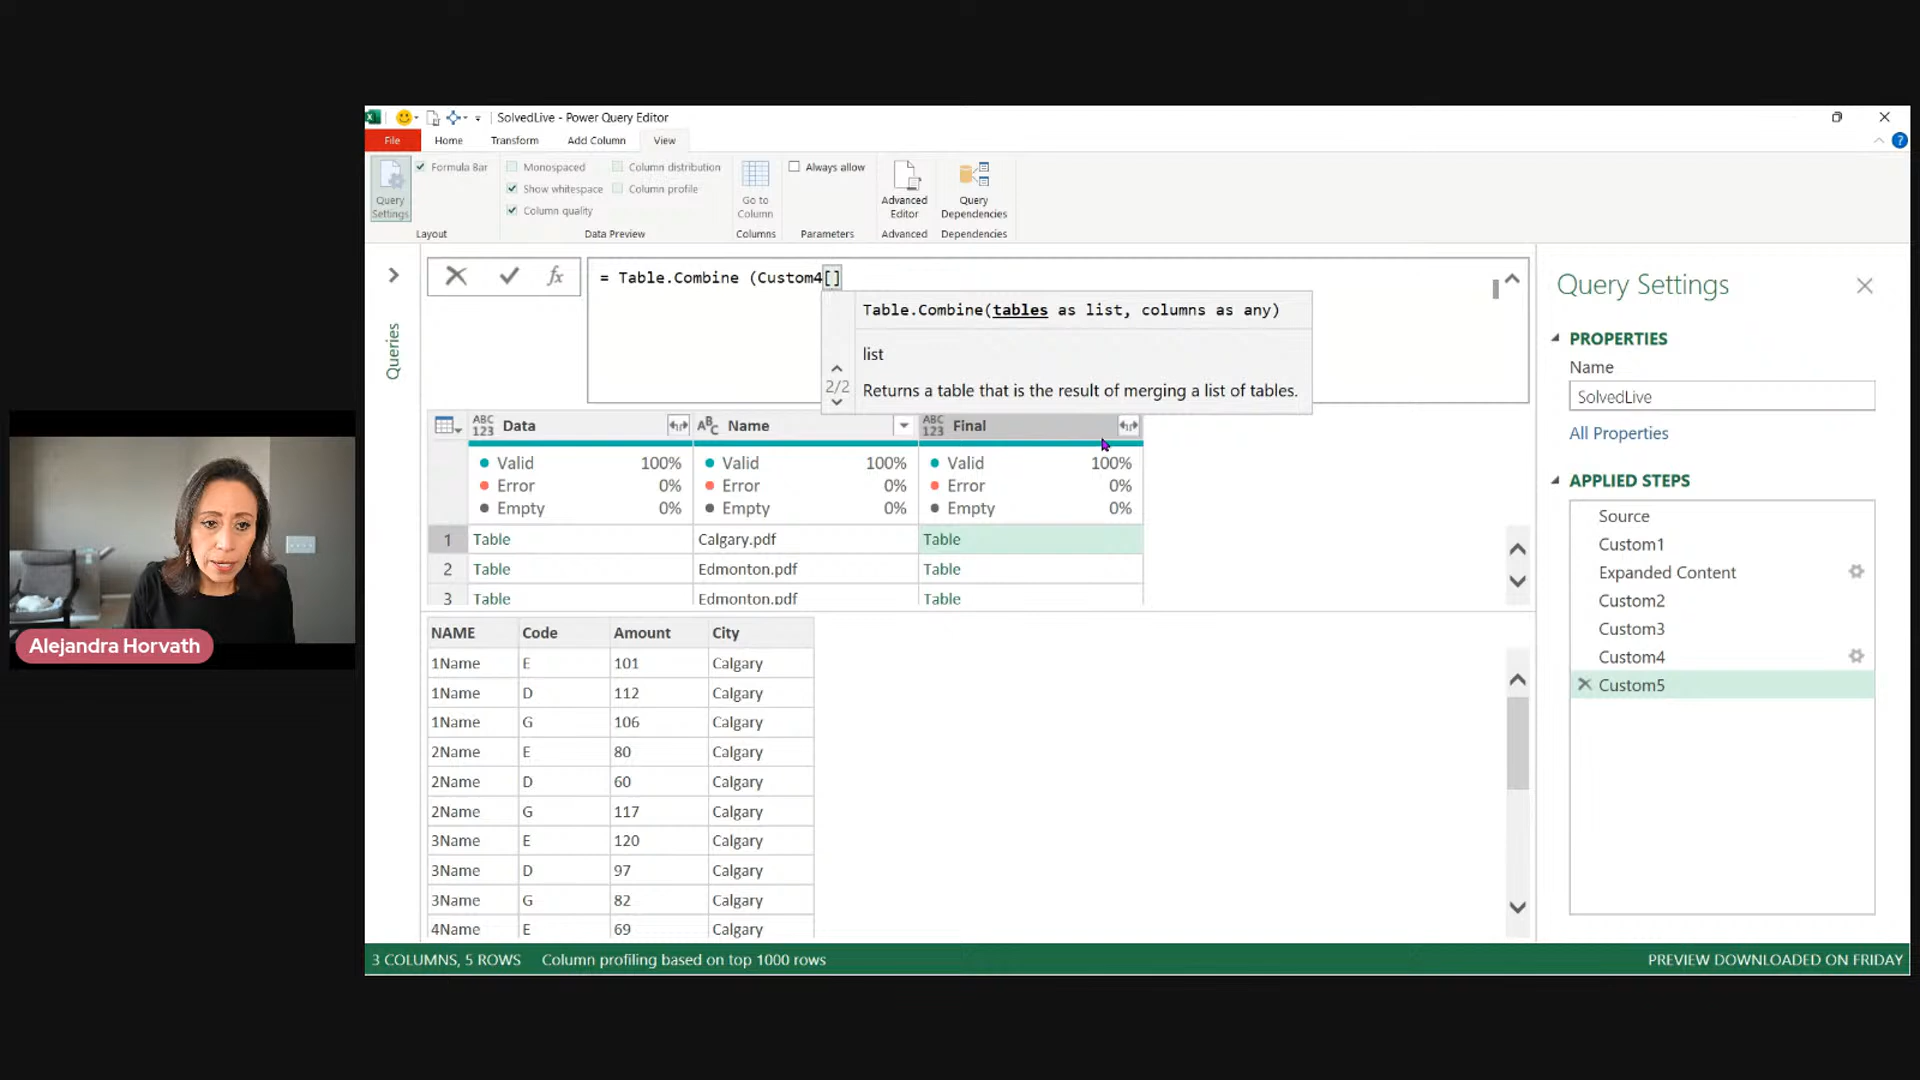 SolvedLive - Power Query Editor
File Home Transform Add Column View
Query Settings
Formula Bar
Layout
Monospaced
Show whitespace
Column quality
Column distribution
Column profile
Data Preview
Go to Column
Columns
Always allow
Parameters
Advanced Editor
Advanced
Query Dependencies
Dependencies
Queries
fx
= Table.Combine (Custom4[]
Table.Combine(tables as list, columns as any)
list
2/2
Returns a table that is the result of merging a list of tables.
ABC 123 Data ABC Name ABC 123 Final
Valid 100% Valid 100% Valid 100%
Error 0% Error 0% Error 0%
Empty 0% Empty 0% Empty 0%
1 Table Calgary.pdf Table
2 Table Edmonton.pdf Table
3 Table Edmonton.pdf Table
NAME Code Amount City
1Name E 101 Calgary
1Name D 112 Calgary
1Name G 106 Calgary
2Name E 80 Calgary
2Name D 60 Calgary
2Name G 117 Calgary
3Name E 120 Calgary
3Name D 97 Calgary
3Name G 82 Calgary
4Name E 69 Calgary
Query Settings
PROPERTIES
Name
SolvedLive
All Properties
APPLIED STEPS
Source
Custom1
Expanded Content
Custom2
Custom3
Custom4
Custom5
3 COLUMNS, 5 ROWS Column profiling based on top 1000 rows
PREVIEW DOWNLOADED ON FRIDAY
Alejandra Horvath